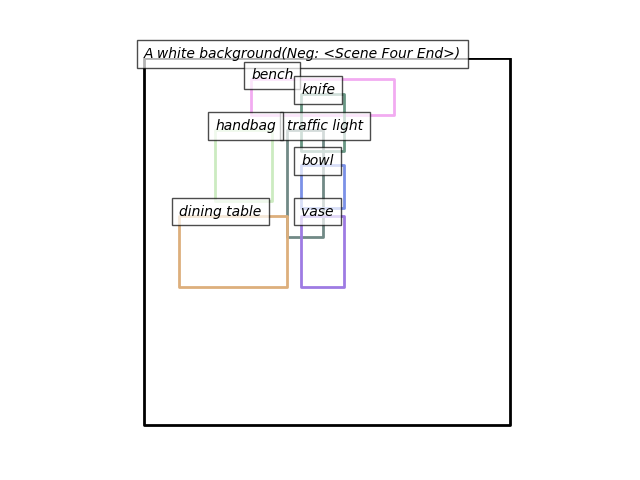 A white background(Neg: <Scene Four End>)
bench
knife
handbag
traffic light
bowl
dining table
vase